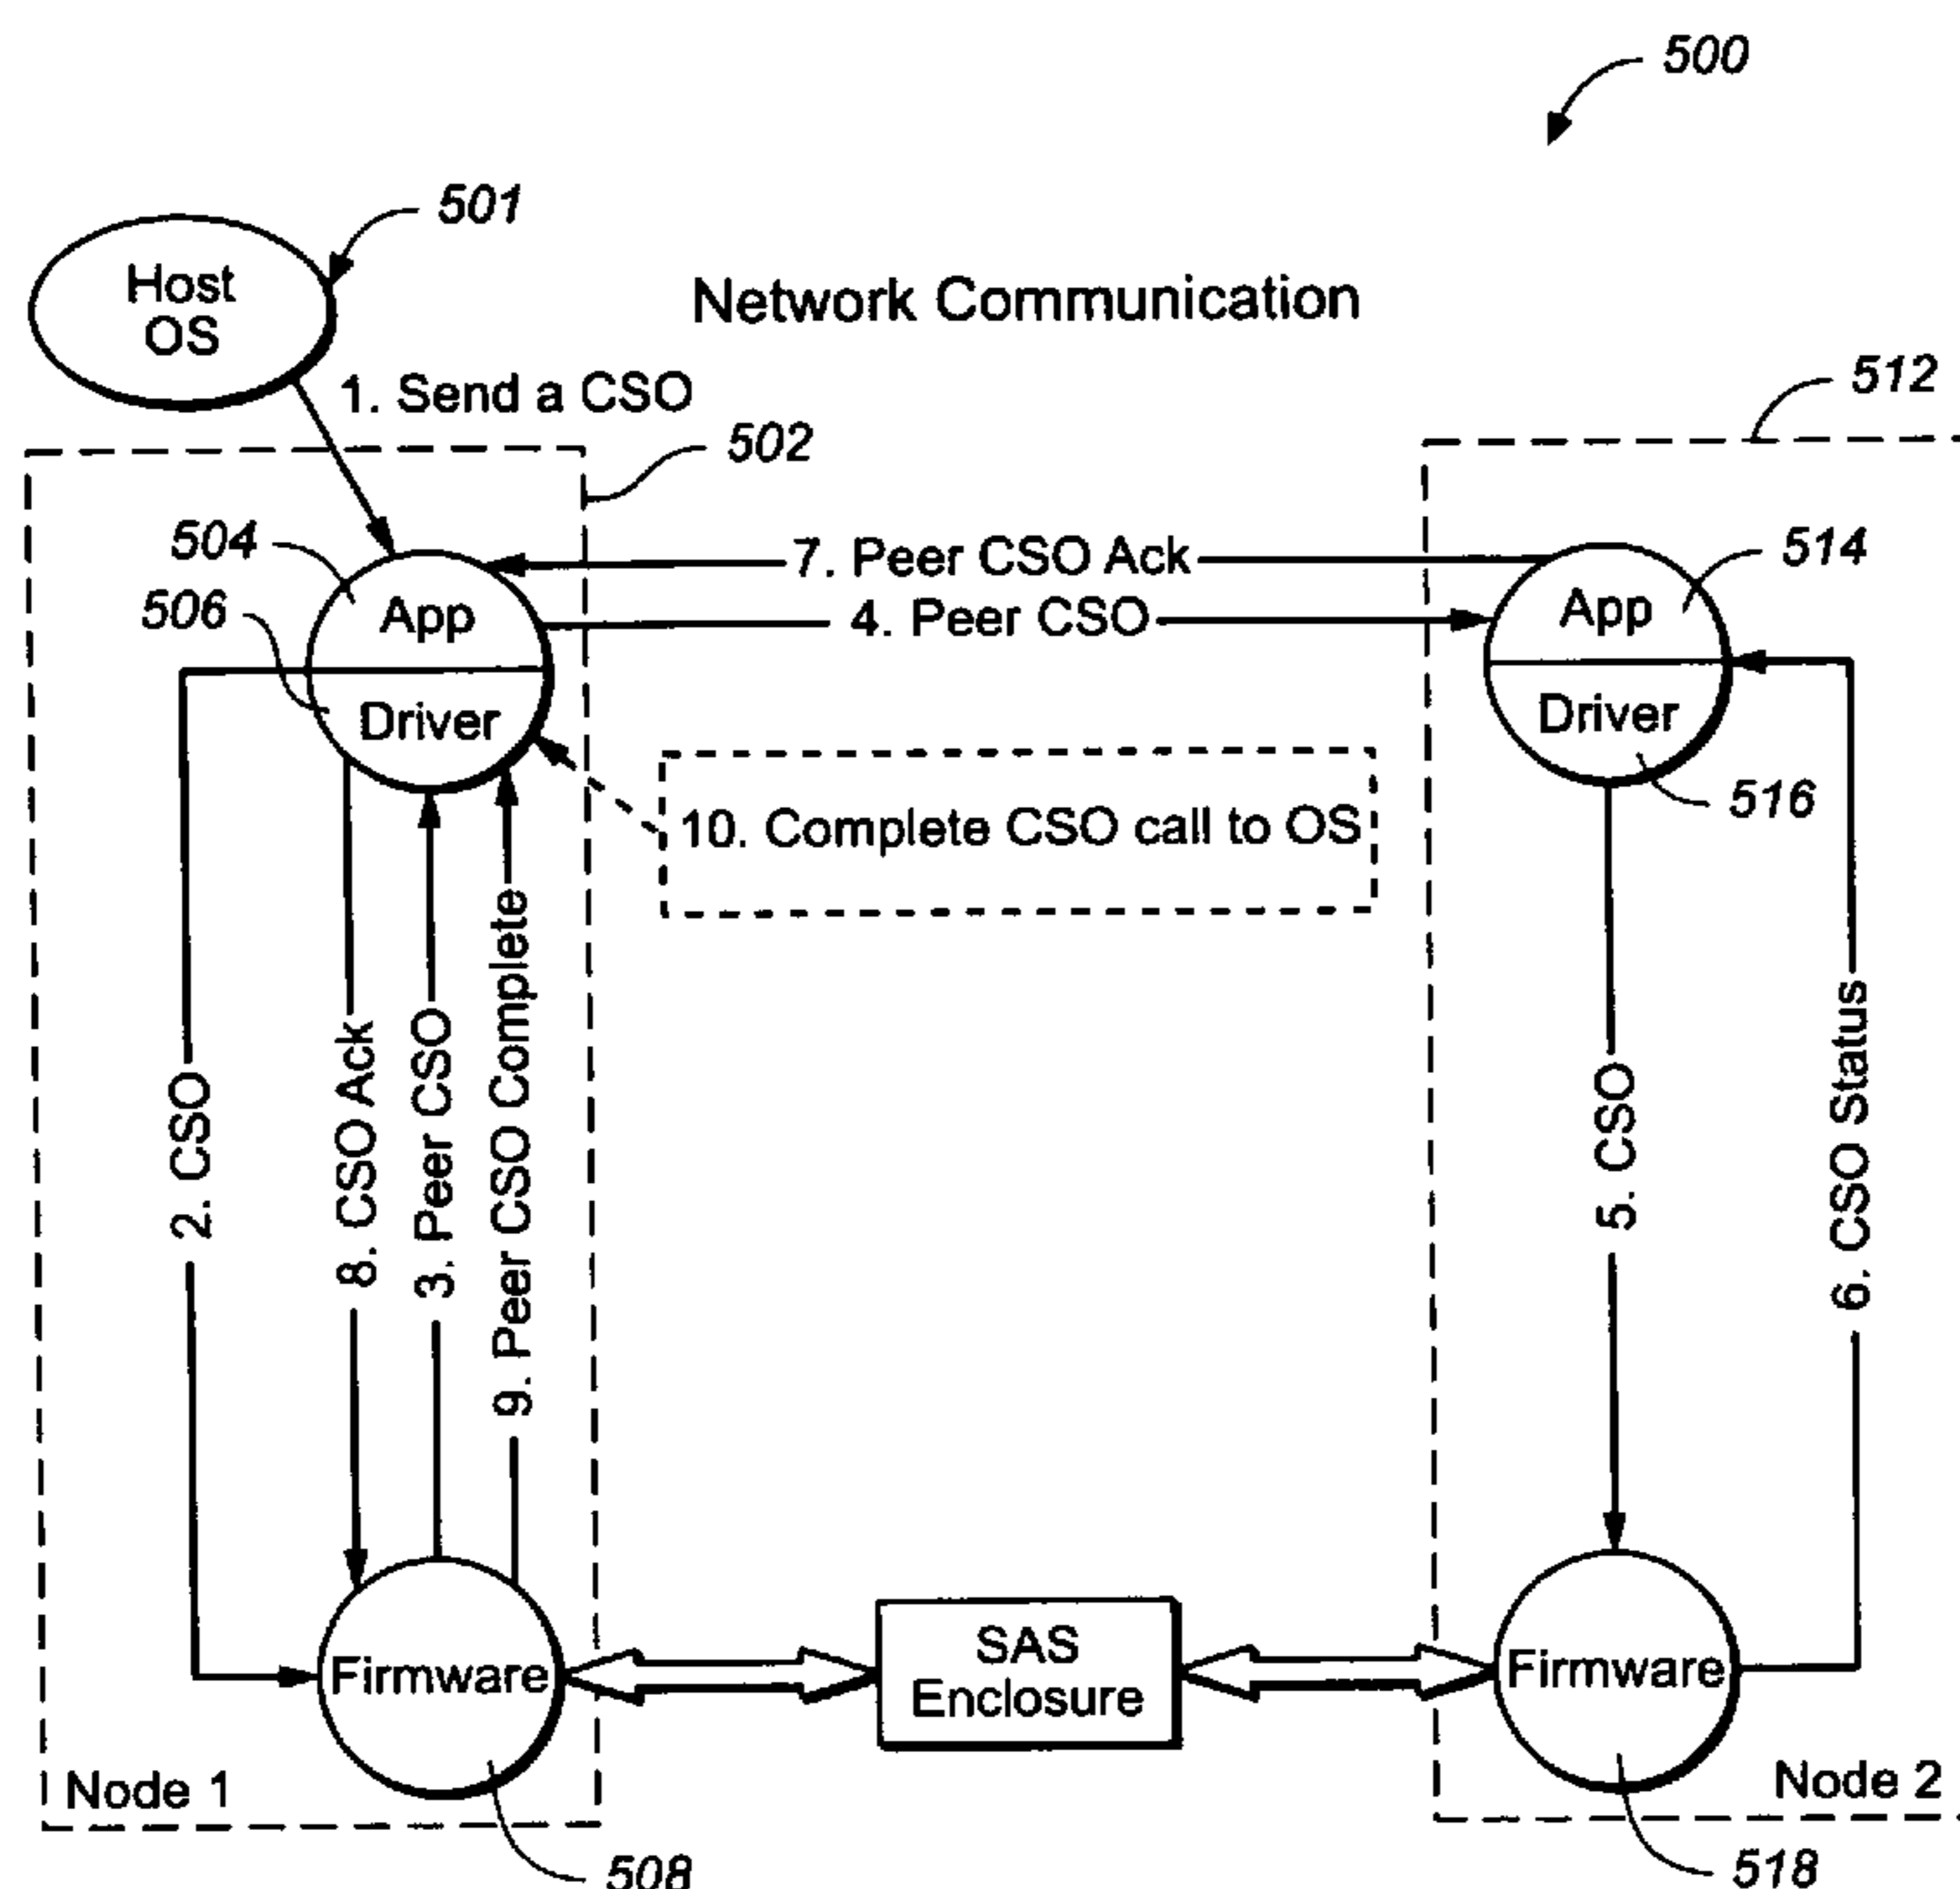 500
501
Host
OS
Network Communication
1. Send a CSO
502
512
504
506
App
Driver
7. Peer CSO Ack
4. Peer CSO
514
App
Driver
516
10. Complete CSO call to OS
2. CSO
8. CSO Ack
3. Peer CSO
9. Peer CSO Complete
5. CSO
6. CSO Status
Firmware
SAS
Enclosure
Firmware
Node 1
Node 2
508
518